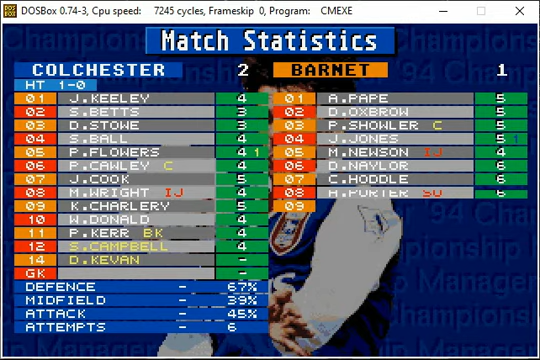 DOSBox 0.74-3, Cpu speed: 7245 cycles, Frameskip 0, Program: CMEXE
Match Statistics
COLCHESTER 2 BARNET 1
HT 1-0
01 J.KEELEY 4 01 A.PAPE 5
02 S.BETTS 3 02 D.OXBROW 5
03 D.STOWE 3 03 P.SHOWLER C 5
04 S.BALL 4 04 J.JONES 5 1
05 P.FLOWERS 4 1 05 M.NEWSON IJ 4
06 P.CAWLEY C 4 06 D.NAYLOR 6
07 J.COOK 5 07 C.HODDLE 6
08 M.WRIGHT IJ 4 08 A.PORTER SU 6
09 K.CHARLERY 5 09
10 W.DONALD 4
11 P.KERR BK 4
12 S.CAMPBELL 4
14 D.KEVAN -
GK -
DEFENCE - 67%
MIDFIELD - 39%
ATTACK - 45%
ATTEMPTS - 6